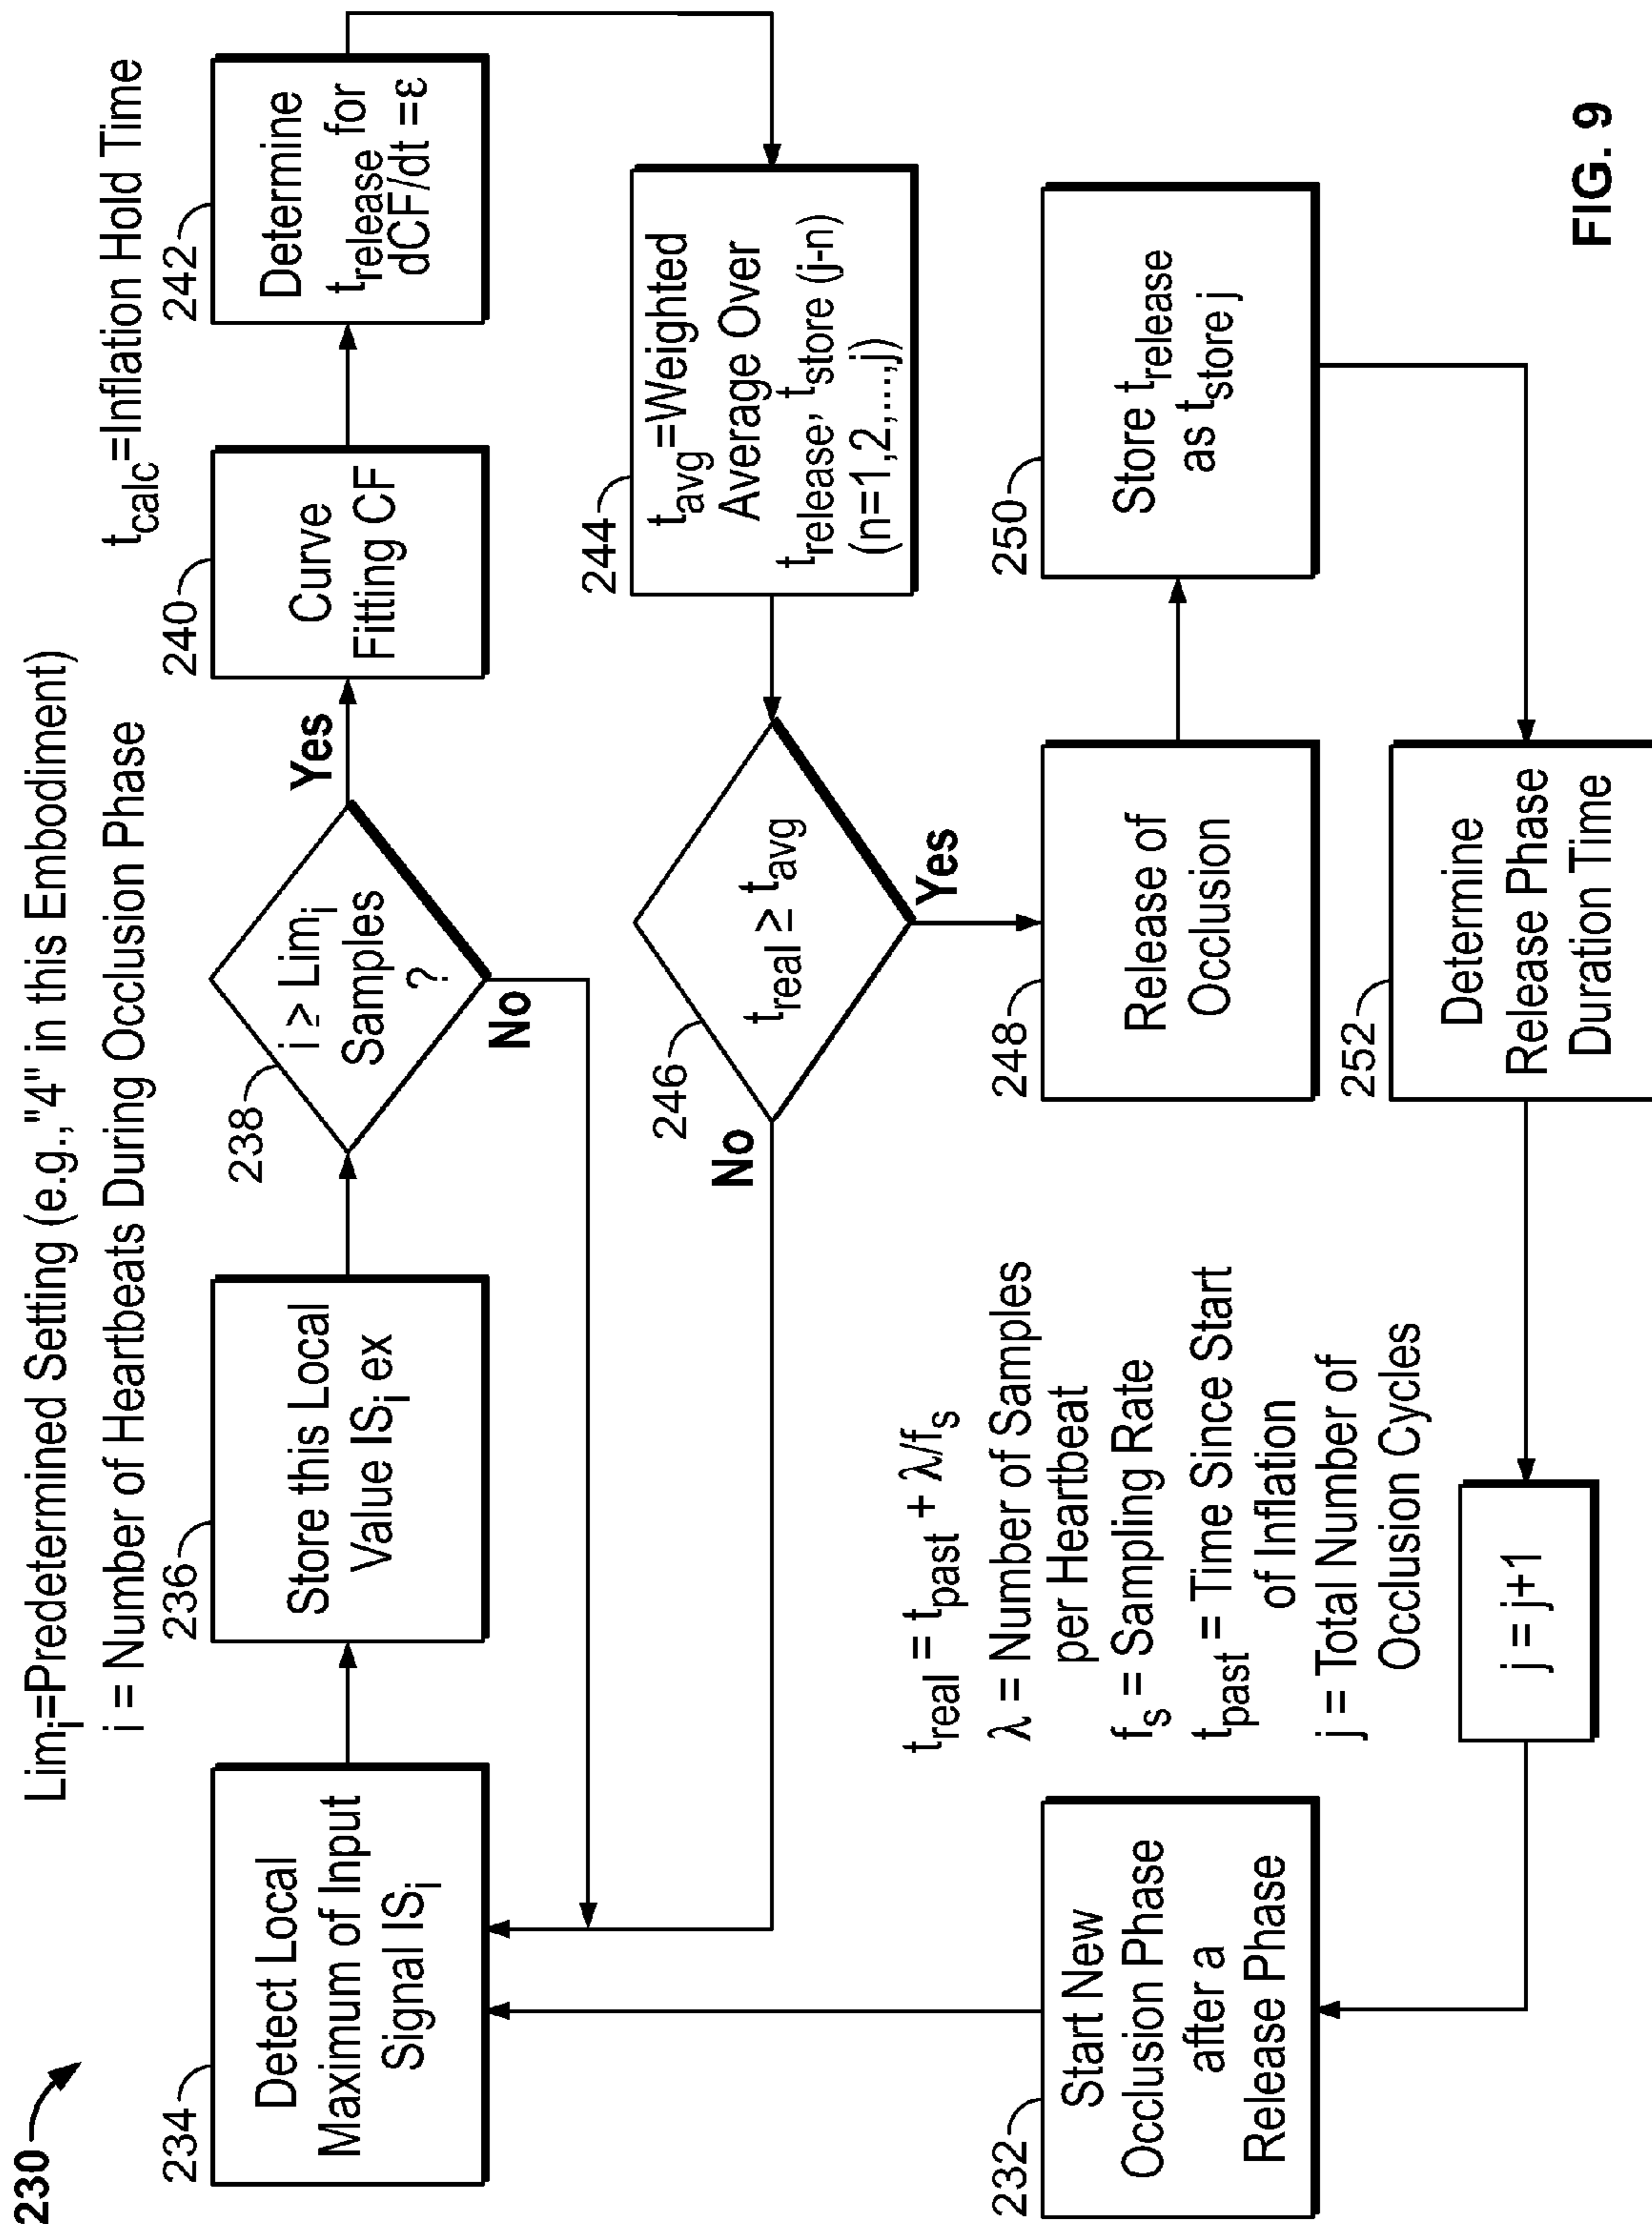 230
Lim_i=Predetermined Setting (e.g.,"4" in this Embodiment)
i = Number of Heartbeats During Occlusion Phase
t_calc=Inflation Hold Time
234
Detect Local
Maximum of Input
Signal IS_i
236
Store this Local
Value IS_i ex
238
i ≥ Lim_i
Samples
?
Yes
No
240
Curve
Fitting CF
242
Determine
t_release for
dCF/dt =ε
244
t_avg=Weighted
Average Over
t_release, t_store (j-n)
(n=1,2,...,j)
246
t_real ≥ t_avg
No
Yes
t_real = t_past + λ/f_s
λ = Number of Samples
per Heartbeat
f_s = Sampling Rate
t_past = Time Since Start
of Inflation
j = Total Number of
Occlusion Cycles
232
Start New
Occlusion Phase
after a
Release Phase
248
Release of
Occlusion
250
Store t_release
as t_store j
252
Determine
Release Phase
Duration Time
j = j+1
FIG. 9